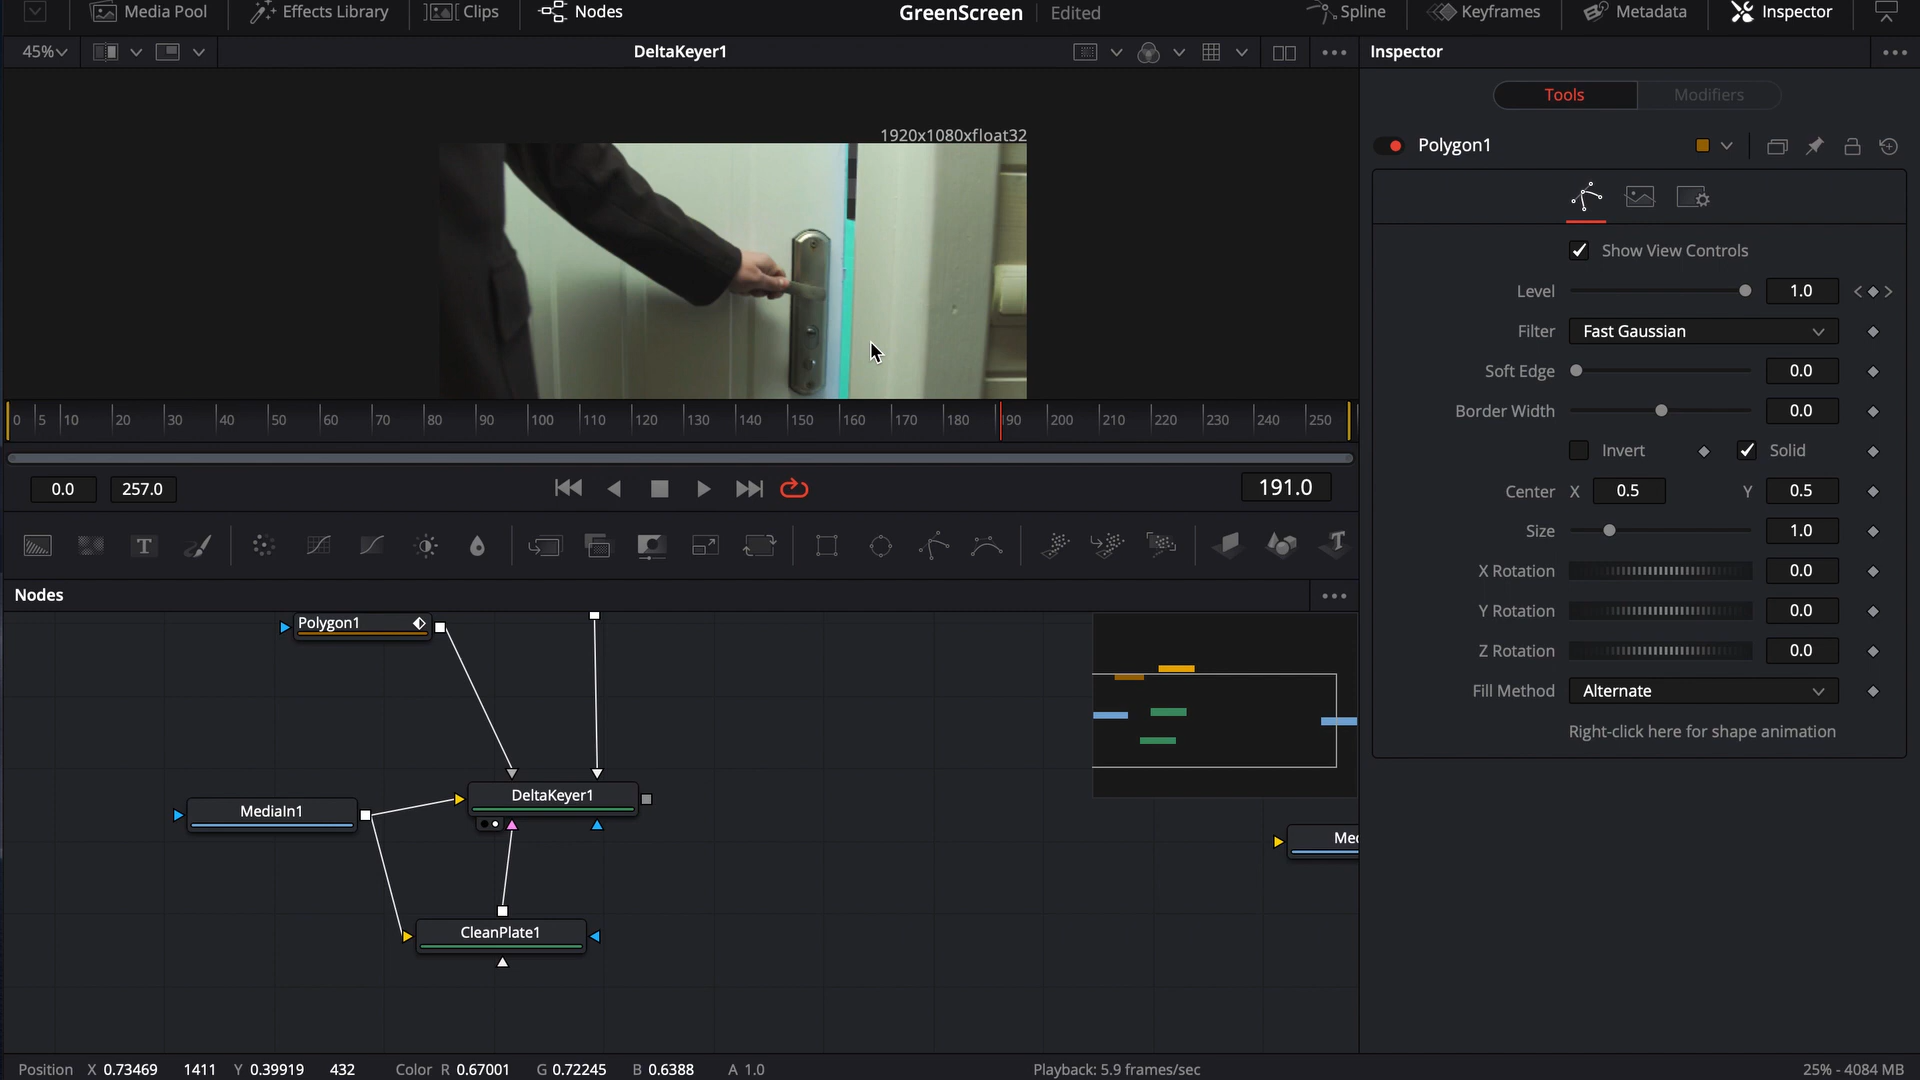 Media Pool
Effects Library
Clips
Nodes
GreenScreen
Edited
Spline
Keyframes
Metadata
Inspector
45%
DeltaKeyer1
Inspector
Tools
Modifiers
1920x1080xfloat32
Polygon1
Show View Controls
Level 1.0
Filter Fast Gaussian
Soft Edge 0.0
Border Width 0.0
Invert Solid
Center X 0.5 Y 0.5
Size 1.0
X Rotation 0.0
Y Rotation 0.0
Z Rotation 0.0
Fill Method Alternate
Right-click here for shape animation
0 5 10 20 30 40 50 60 70 80 90 100 110 120 130 140 150 160 170 180 190 200 210 220 230 240 250
0.0 257.0 191.0
Nodes
Polygon1
DeltaKeyer1
MediaIn1
Med
CleanPlate1
Position X 0.73469 1411 Y 0.39919 432 Color R 0.67001 G 0.72245 B 0.6388 A 1.0 Playback: 5.9 frames/sec 25% - 4084 MB